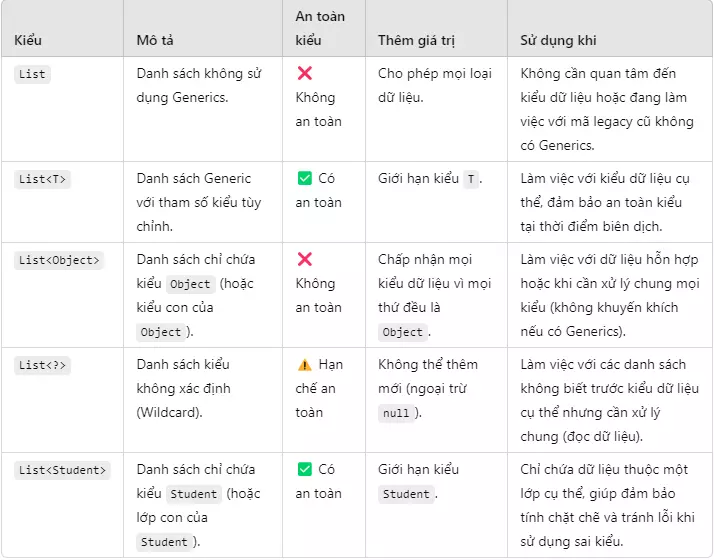 Kiểu
Mô tả
An toàn
kiểu
Thêm giá trị
Sử dụng khi
List
Danh sách không sử
dụng Generics.
❌
Không
an toàn
Cho phép mọi loại
dữ liệu.
Không cần quan tâm đến
kiểu dữ liệu hoặc đang làm
việc với mã legacy cũ không
có Generics.
List<T>
Danh sách Generic
với tham số kiểu tùy
chỉnh.
✅ Có
an toàn
Giới hạn kiểu T .
Làm việc với kiểu dữ liệu cụ
thể, đảm bảo an toàn kiểu
tại thời điểm biên dịch.
List<Object>
Danh sách chỉ chứa
kiểu Object (hoặc
kiểu con của
Object ).
❌
Không
an toàn
Chấp nhận mọi
kiểu dữ liệu vì mọi
thứ đều là
Object .
Làm việc với dữ liệu hỗn hợp
hoặc khi cần xử lý chung mọi
kiểu (không khuyến khích
nếu có Generics).
List<?>
Danh sách kiểu
không xác định
(Wildcard).
⚠️ Hạn
chế an
toàn
Không thể thêm
mới (ngoại trừ
null ).
Làm việc với các danh sách
không biết trước kiểu dữ liệu
cụ thể nhưng cần xử lý
chung (đọc dữ liệu).
List<Student>
Danh sách chỉ chứa
kiểu Student (hoặc
lớp con của
Student ).
✅ Có
an toàn
Giới hạn kiểu
Student .
Chỉ chứa dữ liệu thuộc một
lớp cụ thể, giúp đảm bảo
tính chặt chẽ và tránh lỗi khi
sử dụng sai kiểu.